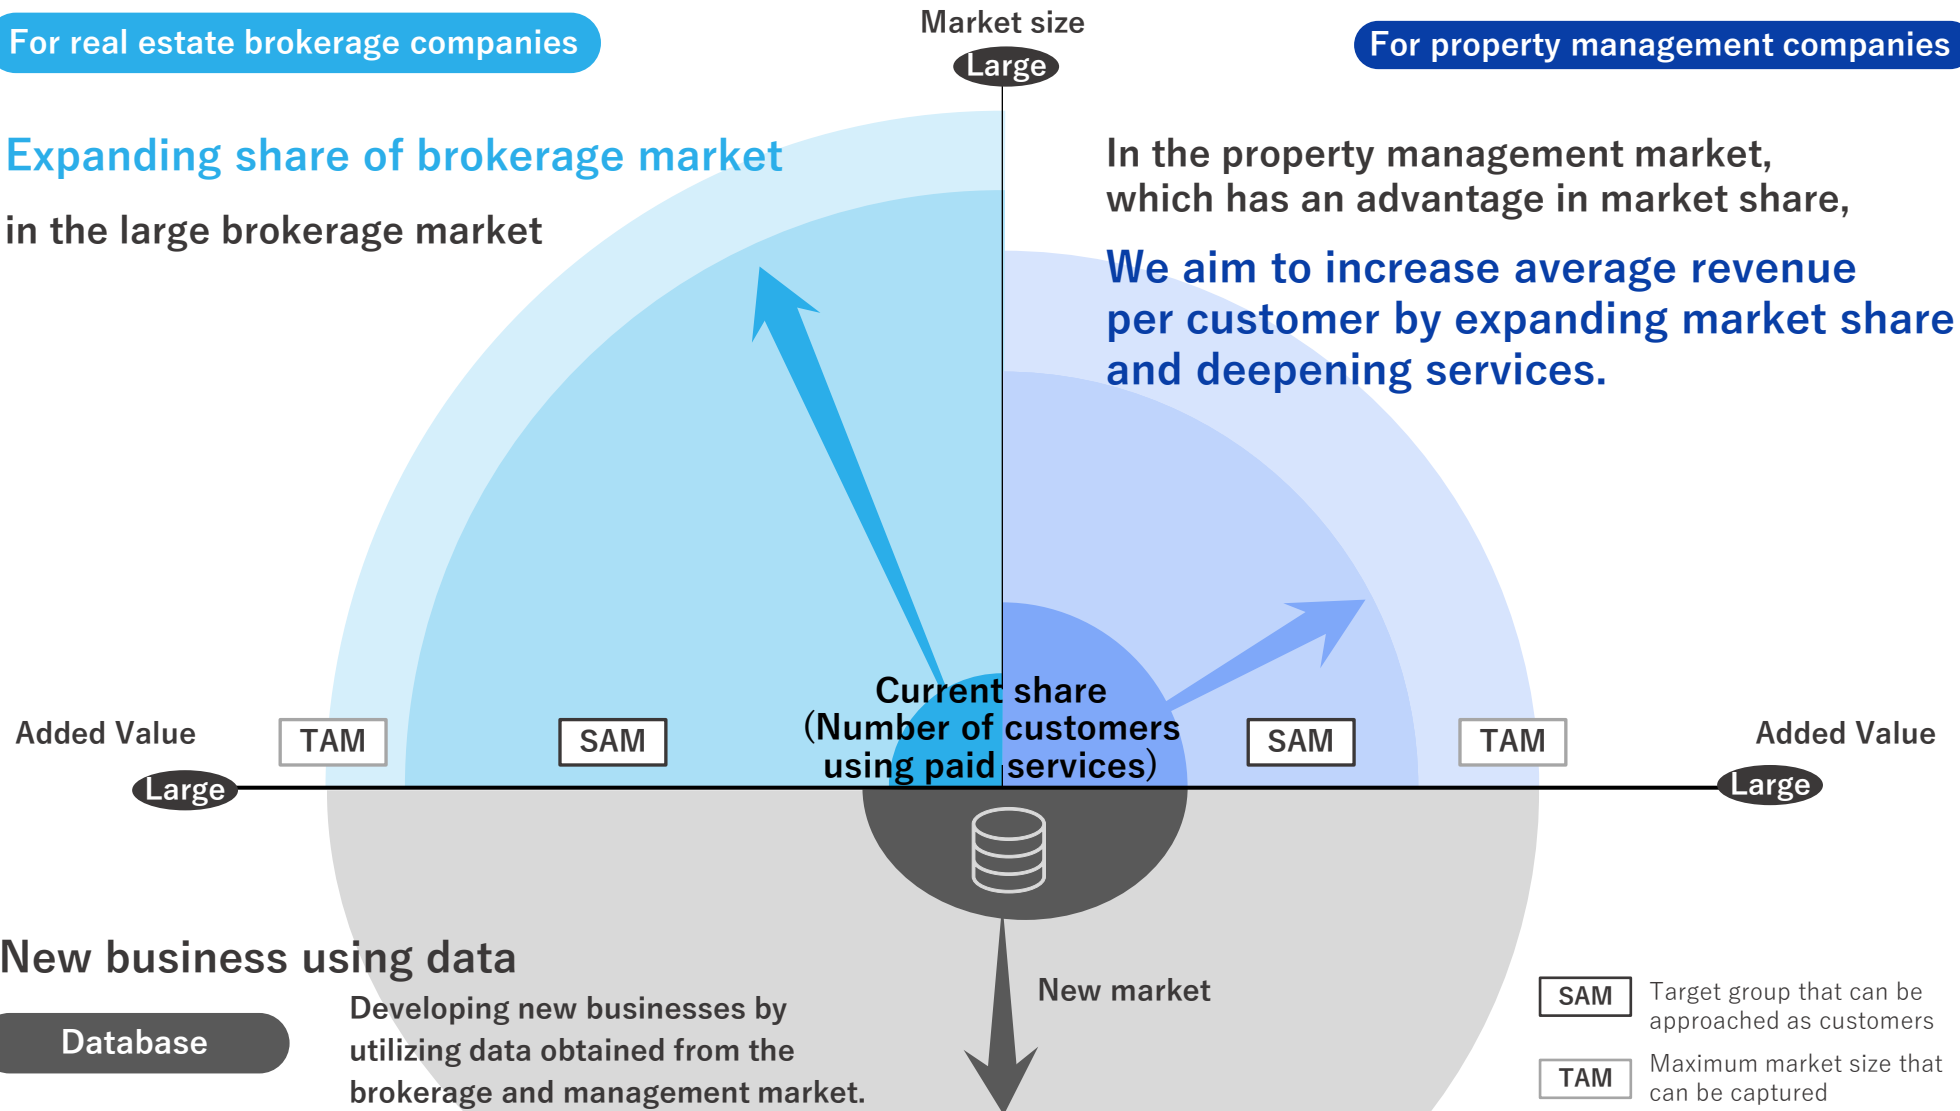 For real estate brokerage companies
Market size
Large
For property management companies
Expanding share of brokerage market
in the large brokerage market
In the property management market,
which has an advantage in market share,
We aim to increase average revenue
per customer by expanding market share
and deepening services.
Current share
(Number of customers
using paid services)
Added Value
Large
TAM
SAM
SAM
TAM
Added Value
Large
New business using data
Database
Developing new businesses by
utilizing data obtained from the
brokerage and management market.
New market
SAM
Target group that can be
approached as customers
TAM
Maximum market size that
can be captured